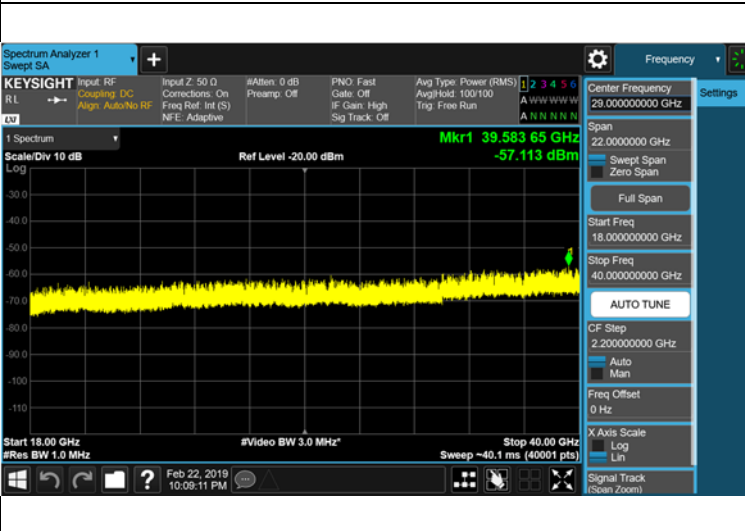 Spectrum Analyzer 1
Swept SA
+
Frequency
KEYSIGHT
RL
LXI
Input: RF
Coupling: DC
Align: Auto/No RF
Input Z: 50 Ω
Corrections: On
Freq Ref: Int (S)
NFE: Adaptive
#Atten: 0 dB
Preamp: Off
PNO: Fast
Gate: Off
IF Gain: High
Sig Track: Off
Avg Type: Power (RMS)
Avg|Hold: 100/100
Trig: Free Run
1 2 3 4 5 6
A W W W W W
A N N N N N
1 Spectrum
Mkr1 39.583 65 GHz
Scale/Div 10 dB
Ref Level -20.00 dBm
-57.113 dBm
Log
-30.0
-40.0
-50.0
-60.0
-70.0
-80.0
-90.0
-100
-110
1
Start 18.00 GHz
#Video BW 3.0 MHz*
Stop 40.00 GHz
#Res BW 1.0 MHz
Sweep ~40.1 ms (40001 pts)
?
Feb 22, 2019
10:09:11 PM
Center Frequency
29.000000000 GHz
Settings
Span
22.0000000 GHz
Swept Span
Zero Span
Full Span
Start Freq
18.000000000 GHz
Stop Freq
40.000000000 GHz
AUTO TUNE
CF Step
2.200000000 GHz
Auto
Man
Freq Offset
0 Hz
X Axis Scale
Log
Lin
Signal Track
(Span Zoom)